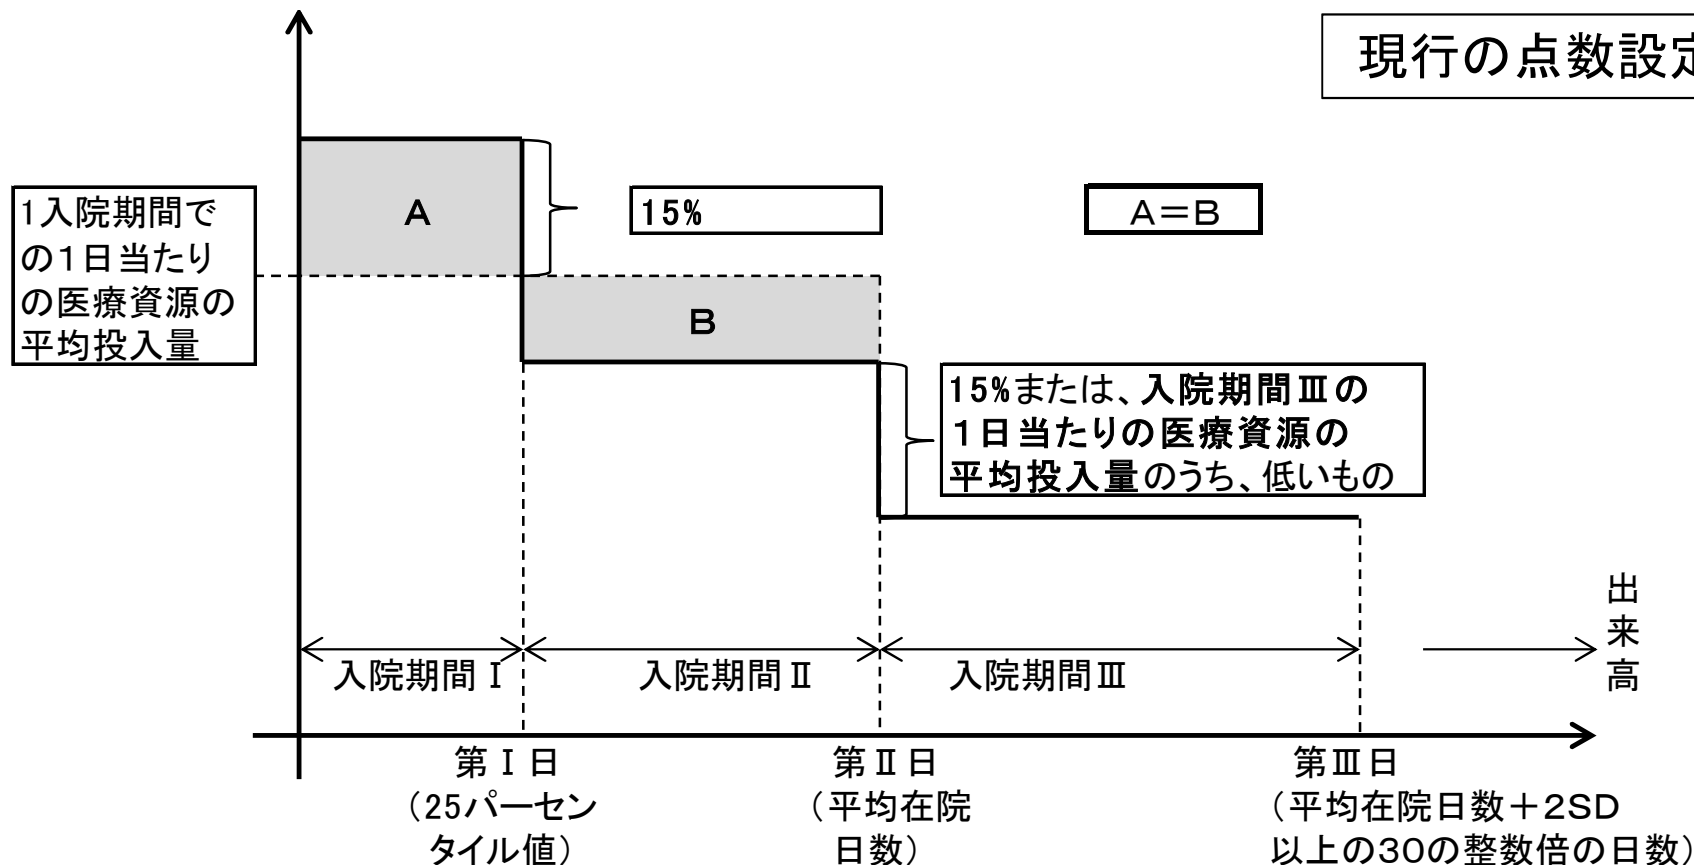 現行の点数設定
1入院期間で
の1日当たり
の医療資源の
平均投入量
A
15%
A=B
B
15%または、入院期間Ⅲの
1日当たりの医療資源の
平均投入量のうち、低いもの
入院期間Ⅰ
入院期間Ⅱ
入院期間Ⅲ
出
来
高
第Ⅰ日
（25パーセン
タイル値）
第Ⅱ日
（平均在院
日数）
第Ⅲ日
（平均在院日数＋2SD
以上の30の整数倍の日数）